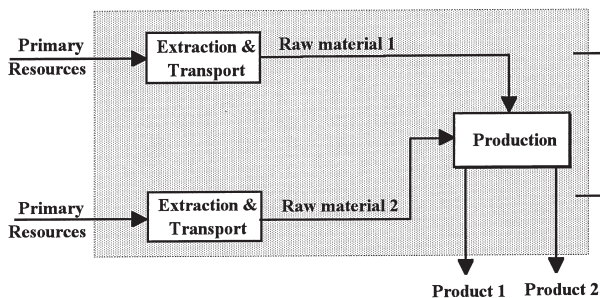 Primary
Resources
Extraction &
Transport
Raw material 1
Production
Primary
Resources
Extraction &
Transport
Raw material 2
Product 1
Product 2